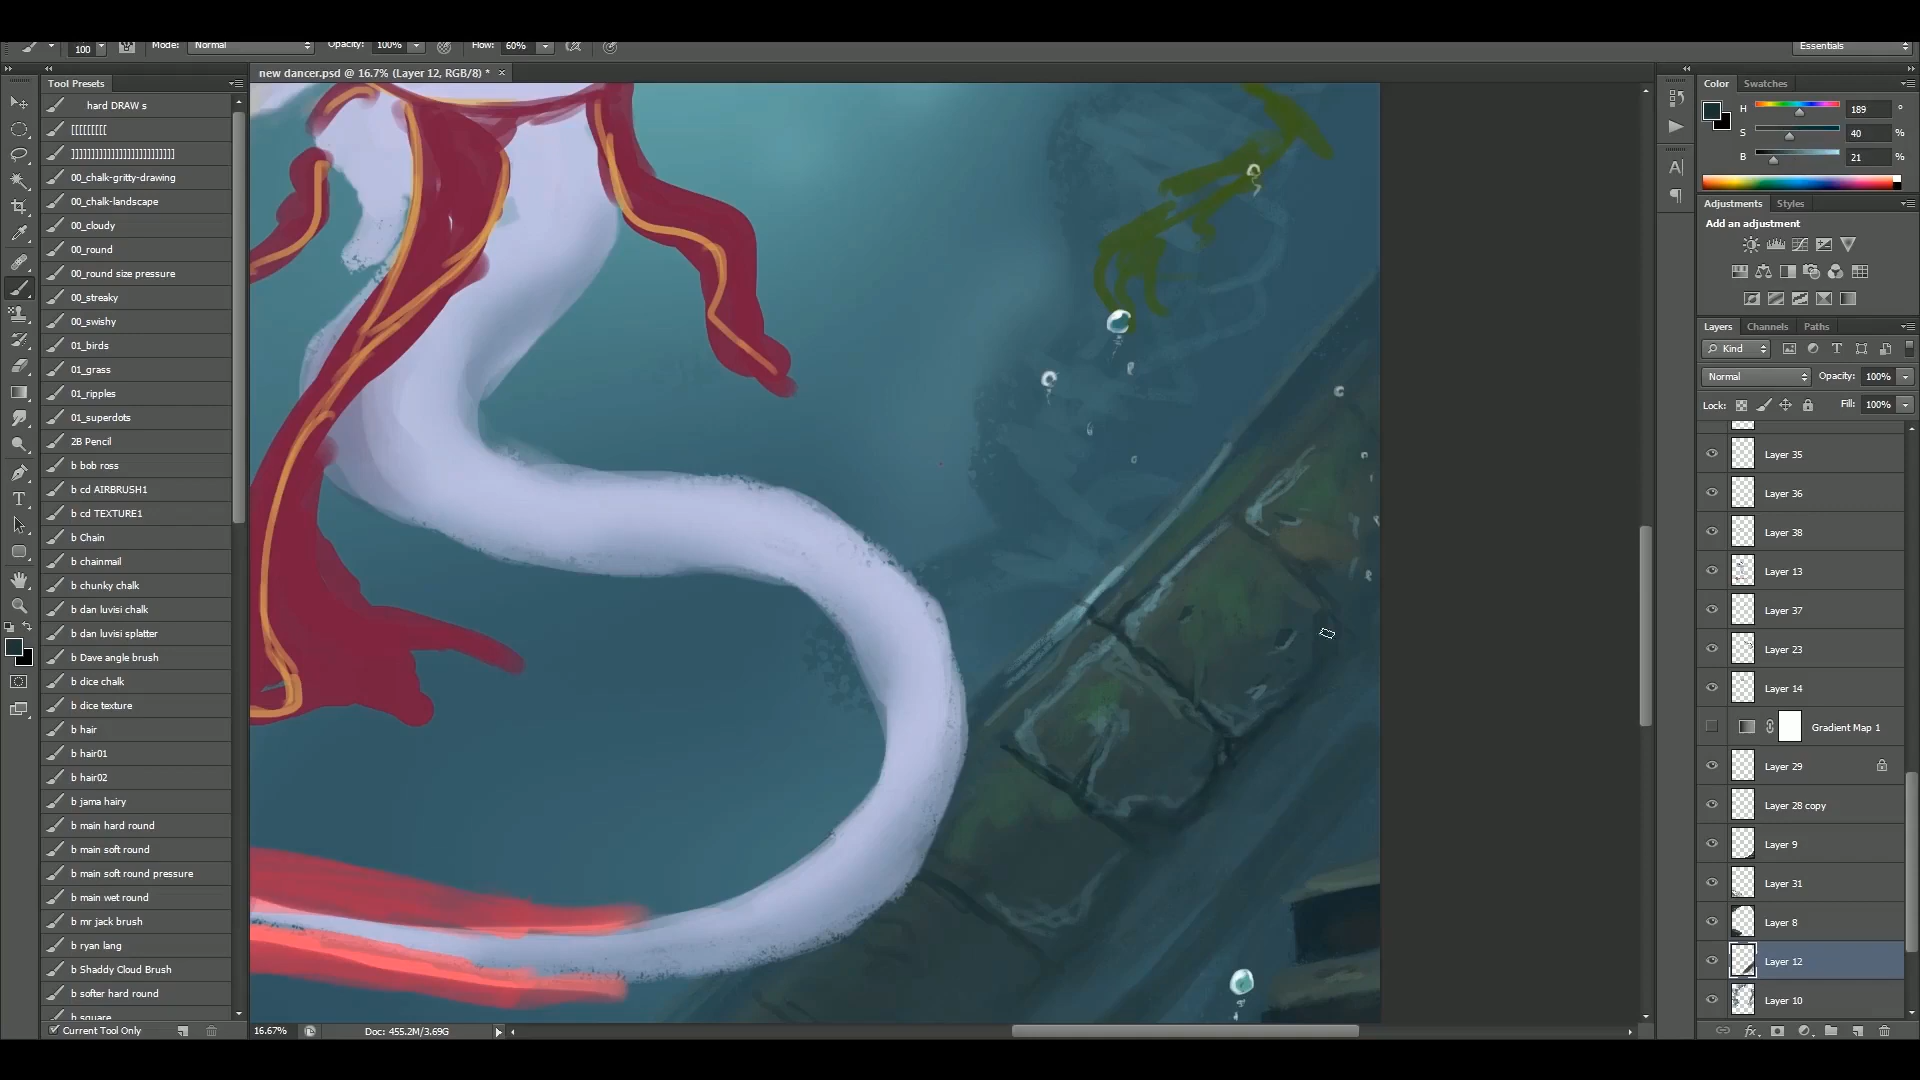 100 Mode: Normal Opacity: 100% Flow: 60% Essentials
new dancer.psd @ 16.7% (Layer 12, RGB/8) * ×
Tool Presets
hard DRAW s
[[[[[[[[[
00_chalk-gritty-drawing
00_chalk-landscape
00_cloudy
00_round
00_round size pressure
00_streaky
00_swishy
01_birds
01_grass
01_ripples
01_superdots
2B Pencil
b bob ross
b cd AIRBRUSH1
b cd TEXTURE1
b Chain
b chainmail
b chunky chalk
b dan luvisi chalk
b dan luvisi splatter
b Dave angle brush
b dice chalk
b dice texture
b hair
b hair01
b hair02
b jama hairy
b main hard round
b main soft round
b main soft round pressure
b main wet round
b mr jack brush
b ryan lang
b Shaddy Cloud Brush
b softer hard round
b square
Current Tool Only
16.67% Doc: 455.2M/3.69G
Color Swatches
H 189 °
S 40 %
B 21 %
Adjustments Styles
Add an adjustment
Layers Channels Paths
Kind
Normal Opacity: 100%
Lock: Fill: 100%
Layer 35
Layer 36
Layer 38
Layer 13
Layer 37
Layer 23
Layer 14
Gradient Map 1
Layer 29
Layer 28 copy
Layer 9
Layer 31
Layer 8
Layer 12
Layer 10